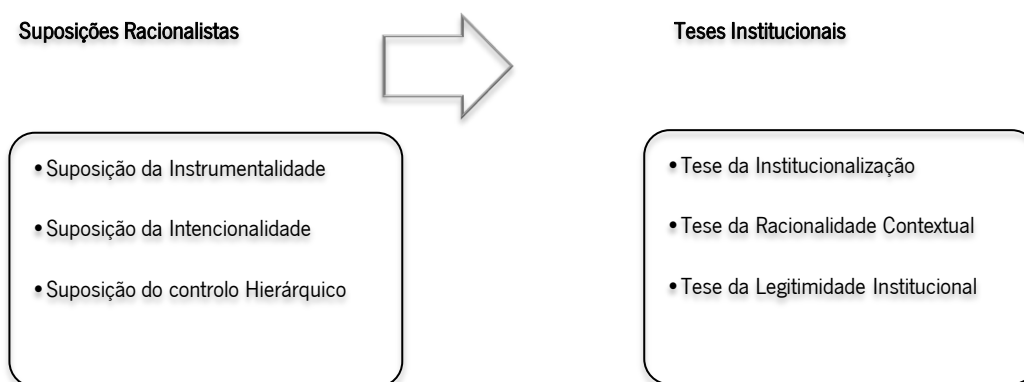 Suposições Racionalistas
Teses Institucionais
• Suposição da Instrumentalidade
• Suposição da Intencionalidade
• Suposição do controlo Hierárquico
• Tese da Institucionalização
• Tese da Racionalidade Contextual
• Tese da Legitimidade Institucional